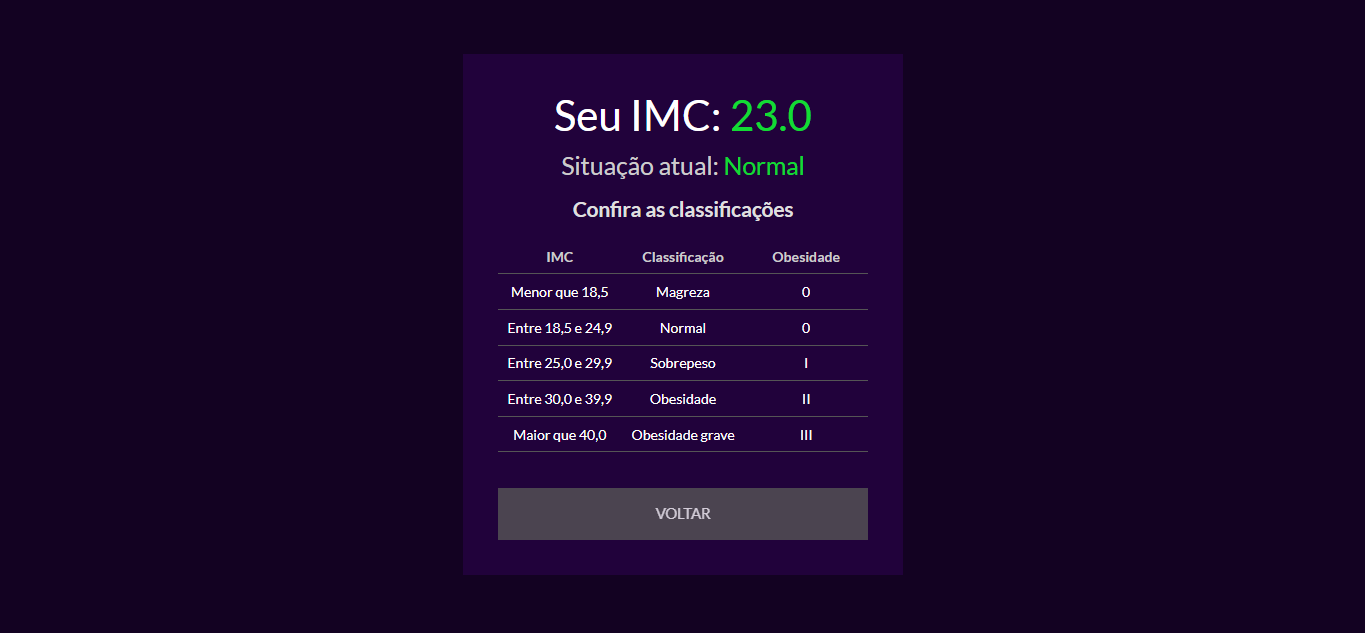 Seu IMC: 23.0
Situação atual: Normal
Confira as classificações
IMC Classificação Obesidade
Menor que 18,5 Magreza 0
Entre 18,5 e 24,9 Normal 0
Entre 25,0 e 29,9 Sobrepeso I
Entre 30,0 e 39,9 Obesidade II
Maior que 40,0 Obesidade grave III
VOLTAR